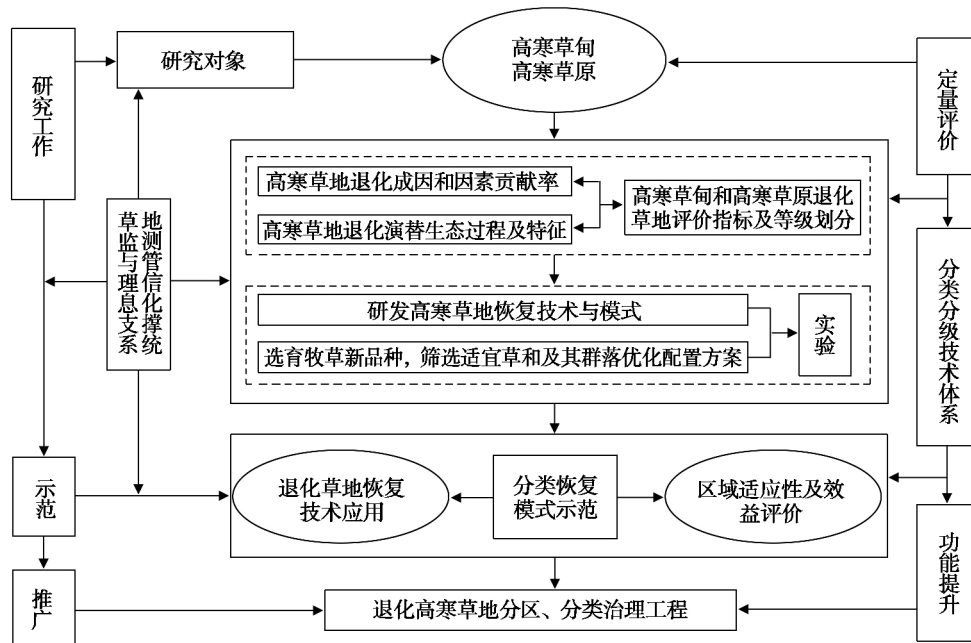 研究工作
研究对象
高寒草甸
高寒草原
定量评价
高寒草地退化成因和因素贡献率
高寒草地退化演替生态过程及特征
高寒草甸和高寒草原退化
草地评价指标及等级划分
草监与理息支系
地测管信化撑统
研发高寒草地恢复技术与模式
选育牧草新品种，筛选适宜草和及其群落优化配置方案
实验
分类分级技术体系
示范
退化草地恢复
技术应用
分类恢复
模式示范
区域适应性及效
益评价
功能提升
推广
退化高寒草地分区、分类治理工程